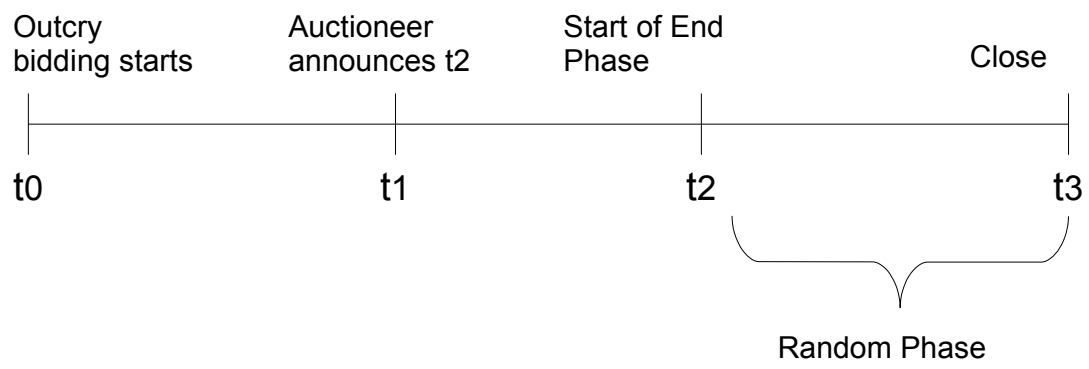 Outcry
bidding starts
Auctioneer
announces t2
Start of End
Phase
Close
t0
t1
t2
t3
Random Phase